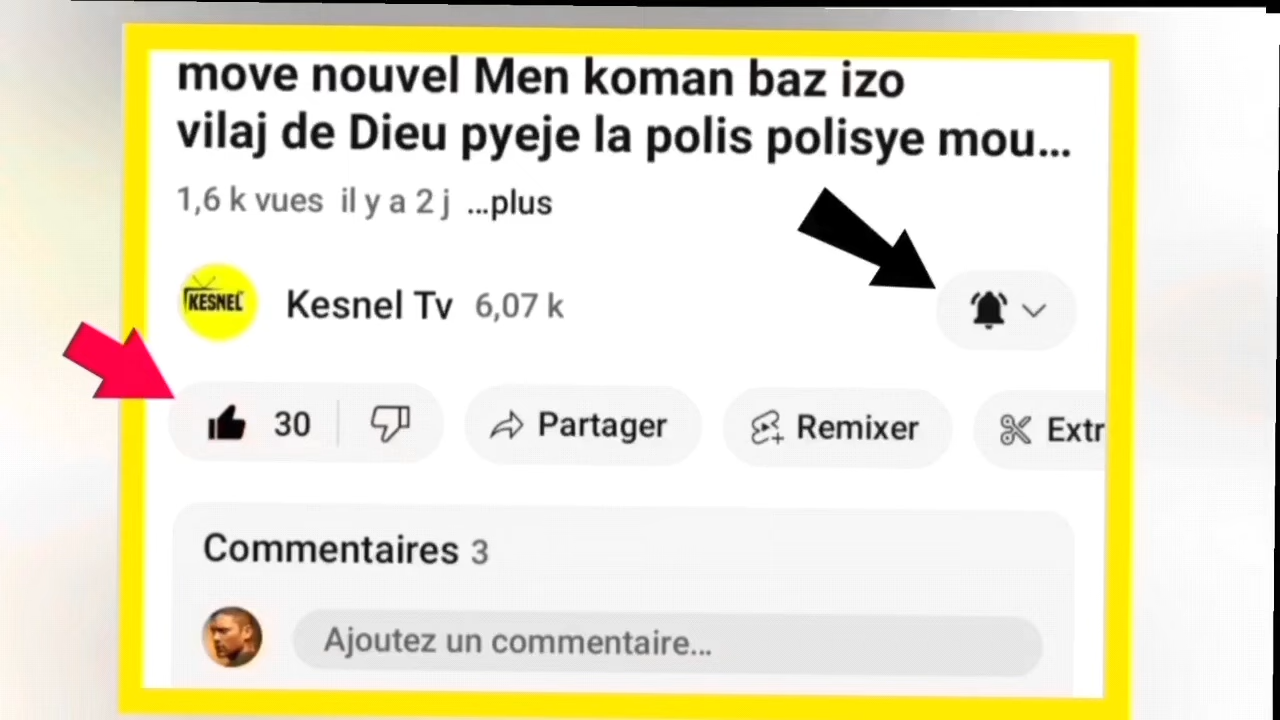 move nouvel Men koman baz izo
vilaj de Dieu pyeje la polis polisye mou...
1,6 k vues il y a 2 j ...plus
KESNEL
Kesnel Tv 6,07 k
30 Partager Remixer Extr
Commentaires 3
Ajoutez un commentaire...